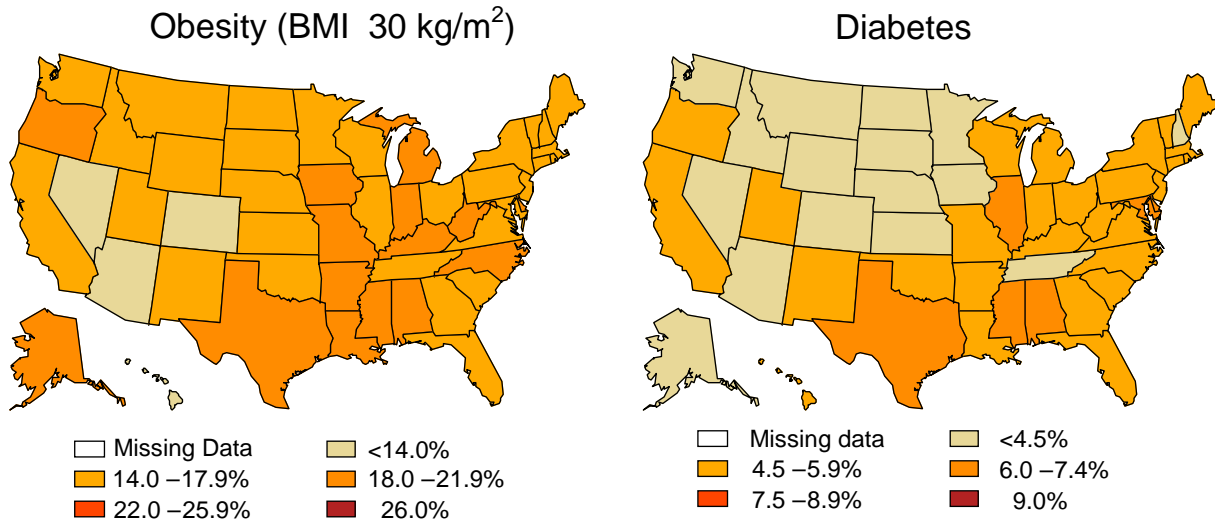 Obesity (BMI  30 kg/m²)
Diabetes
Missing Data
<14.0%
14.0 –17.9%
18.0 –21.9%
22.0 –25.9%
26.0%
Missing data
<4.5%
4.5 –5.9%
6.0 –7.4%
7.5 –8.9%
9.0%